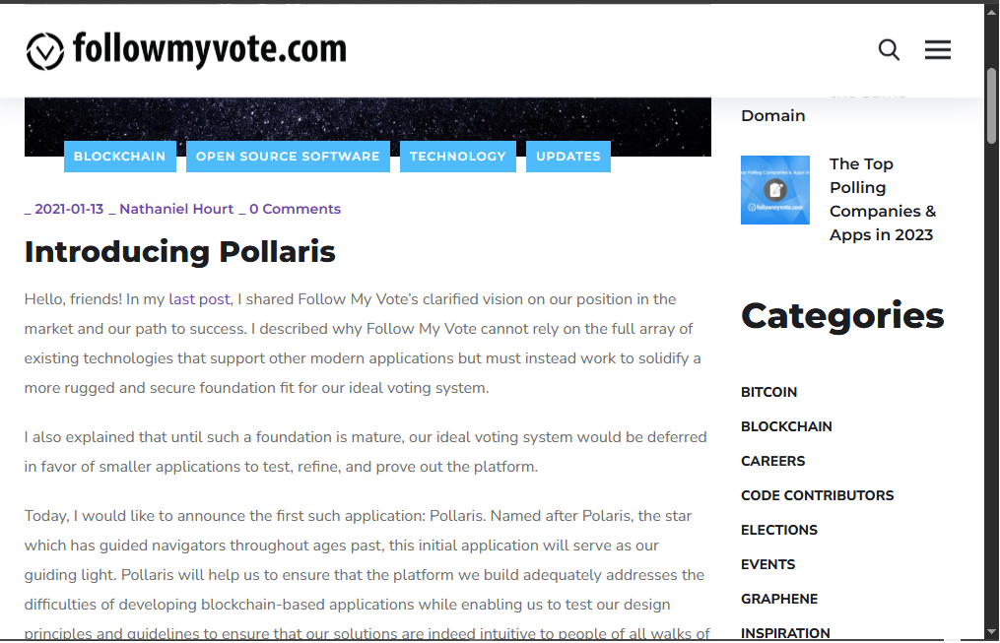 followmyvote.com
BLOCKCHAIN
OPEN SOURCE SOFTWARE
TECHNOLOGY
UPDATES
_ 2021-01-13 _ Nathaniel Hourt _ 0 Comments
Introducing Pollaris
Hello, friends! In my last post, I shared Follow My Vote’s clarified vision on our position in the
market and our path to success. I described why Follow My Vote cannot rely on the full array of
existing technologies that support other modern applications but must instead work to solidify a
more rugged and secure foundation fit for our ideal voting system.
I also explained that until such a foundation is mature, our ideal voting system would be deferred
in favor of smaller applications to test, refine, and prove out the platform.
Today, I would like to announce the first such application: Pollaris. Named after Polaris, the star
which has guided navigators throughout ages past, this initial application will serve as our
guiding light. Pollaris will help us to ensure that the platform we build adequately addresses the
difficulties of developing blockchain-based applications while enabling us to test our design
principles and guidelines to ensure that our solutions are indeed intuitive to people of all walks of
Domain
followmyvote.com
The Top
Polling
Companies &
Apps in 2023
Categories
BITCOIN
BLOCKCHAIN
CAREERS
CODE CONTRIBUTORS
ELECTIONS
EVENTS
GRAPHENE
INSPIRATION